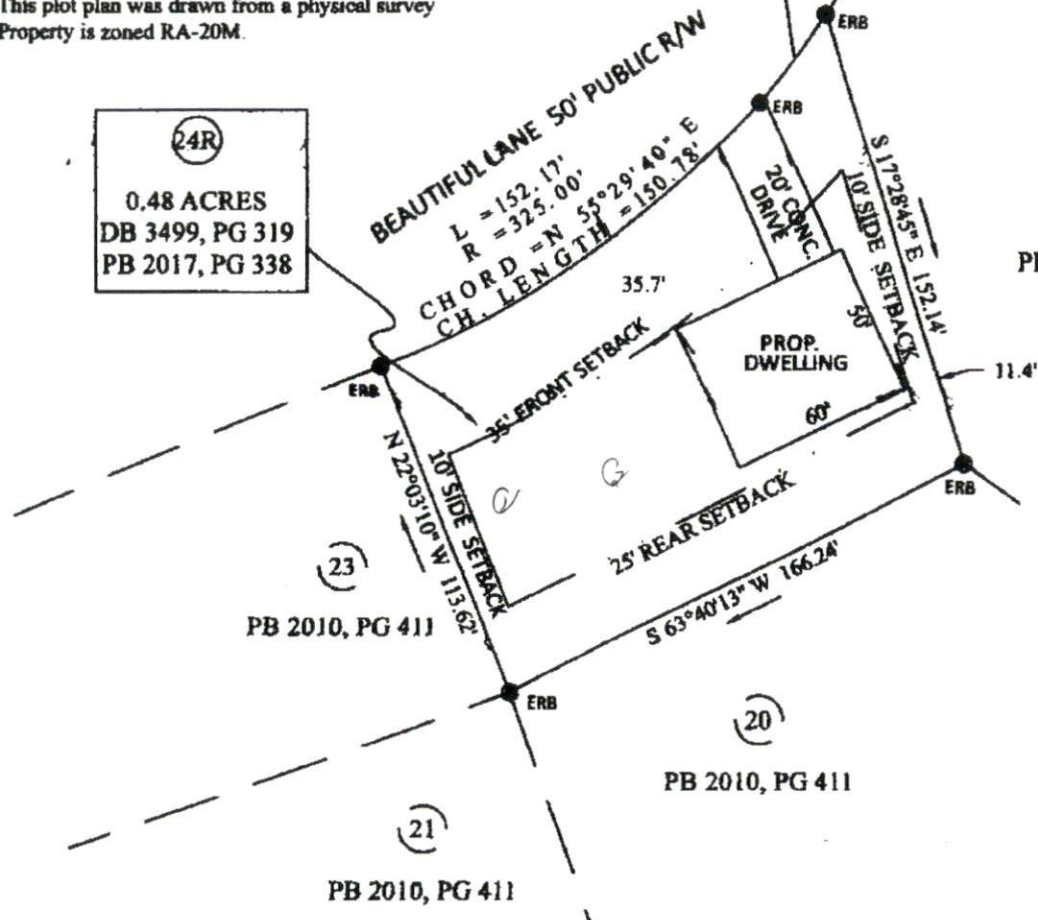 This plot plan was drawn from a physical survey
Property is zoned RA-20M.
ERB
BEAUTIFUL LANE 50' PUBLIC R/W
ERB
24R
0.48 ACRES
DB 3499, PG 319
PB 2017, PG 338
L = 152.17'
R = 325.00'
CHORD = N 55°29'40" E
CH. LENGTH = 150.78'
20' CONC.
DRIVE
10' SIDE SETBACK
S 17°28'45" E 152.14'
35.7'
PROP.
DWELLING
50'
60'
11.4'
35' FRONT SETBACK
ERB
N 22°03'10" W 113.62'
10' SIDE SETBACK
25' REAR SETBACK
ERB
S 63°40'13" W 166.24'
23
PB 2010, PG 411
ERB
20
PB 2010, PG 411
21
PB 2010, PG 411